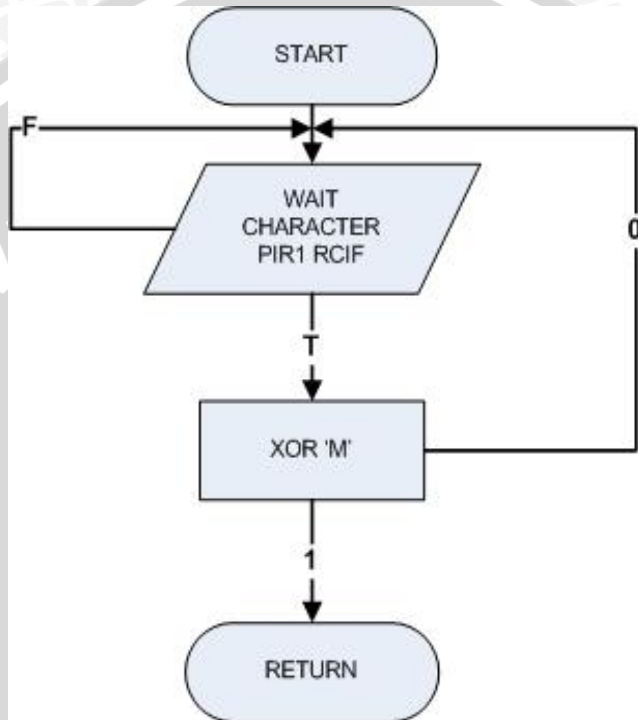 START
F
WAIT
CHARACTER
PIR1 RCIF
0
T
XOR 'M'
1
RETURN